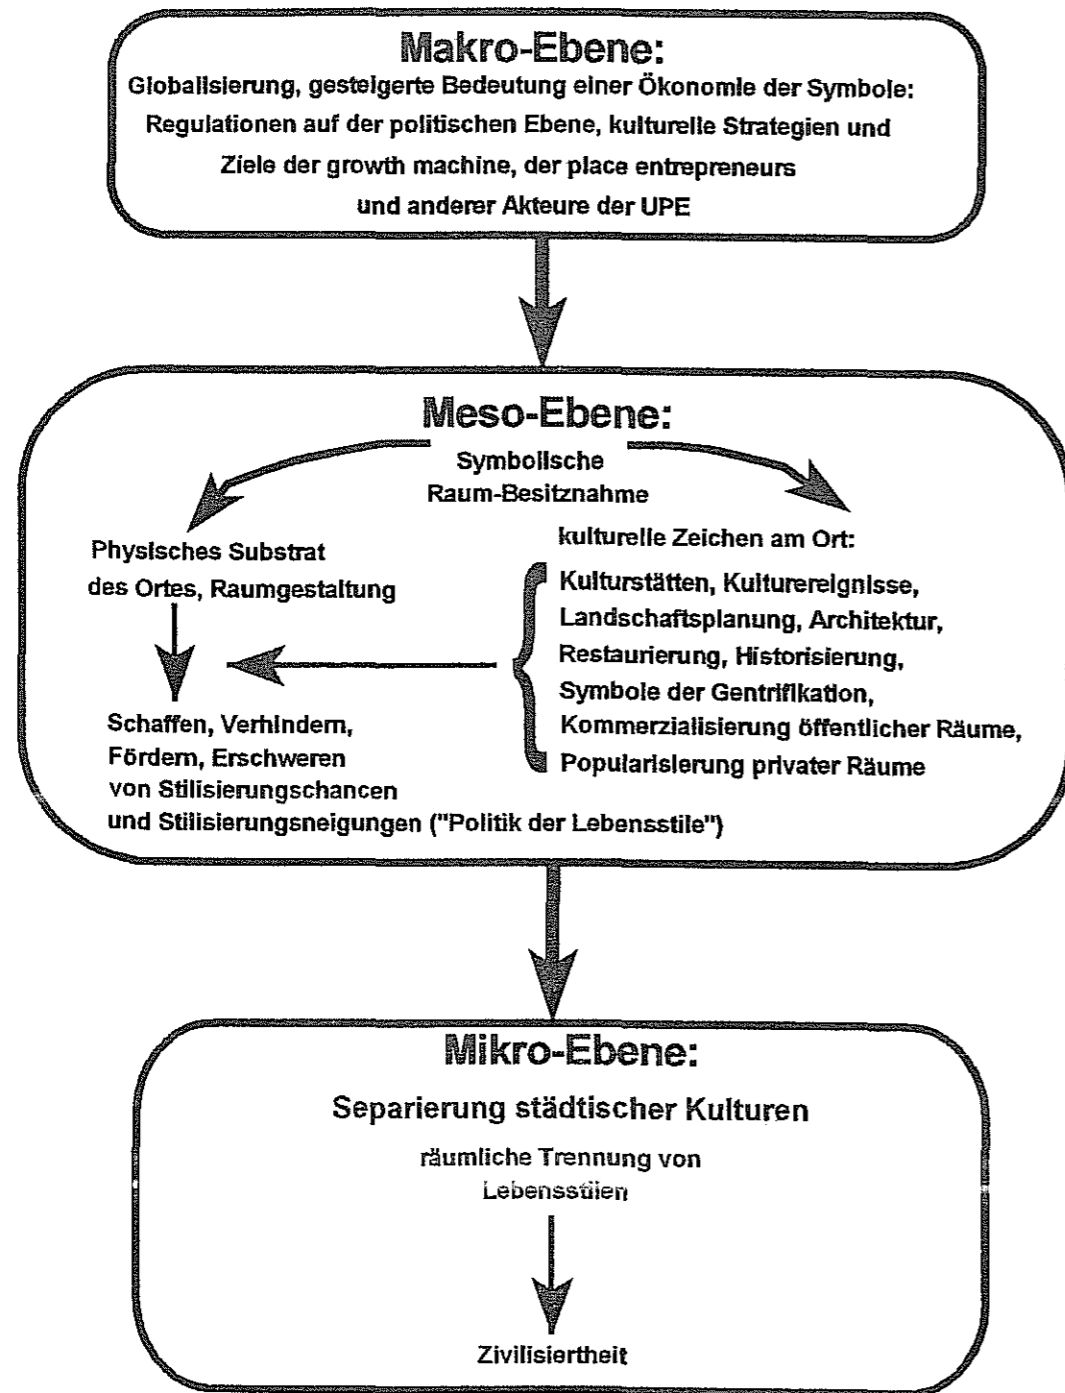 Makro-Ebene:
Globalisierung, gesteigerte Bedeutung einer Ökonomie der Symbole:
Regulationen auf der politischen Ebene, kulturelle Strategien und
Ziele der growth machine, der place entrepreneurs
und anderer Akteure der UPE
Meso-Ebene:
Symbolische
Raum-Besitznahme
Physisches Substrat
des Ortes, Raumgestaltung
kulturelle Zeichen am Ort:
Kulturstätten, Kulturereignisse,
Landschaftsplanung, Architektur,
Restaurierung, Historisierung,
Symbole der Gentrifikation,
Kommerzialisierung öffentlicher Räume,
Popularisierung privater Räume
Schaffen, Verhindern,
Fördern, Erschweren
von Stilisierungschancen
und Stilisierungsneigungen ("Politik der Lebensstile")
Mikro-Ebene:
Separierung städtischer Kulturen
räumliche Trennung von
Lebensstilen
Zivilisiertheit